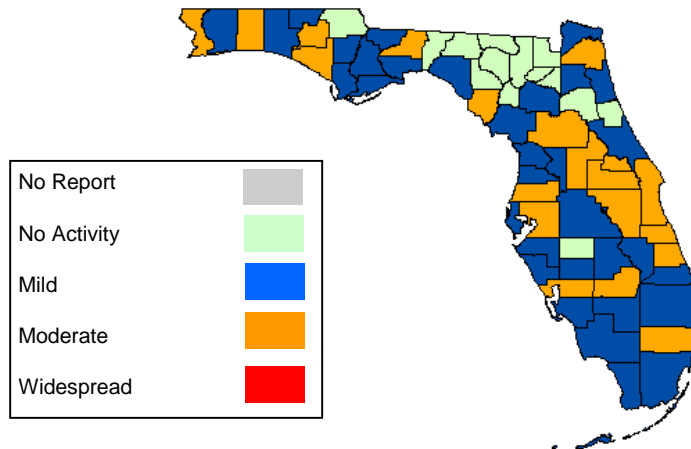 No Report
No Activity
Mild
Moderate
Widespread